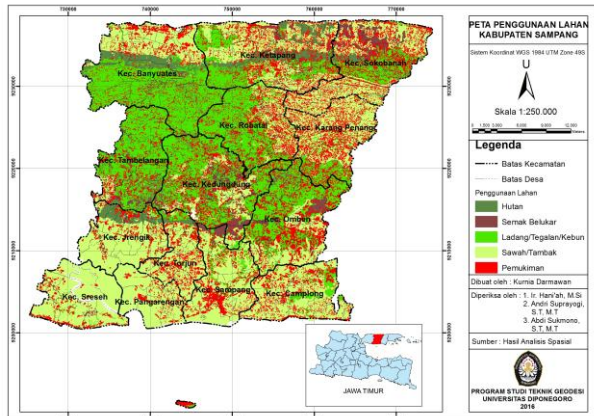 PETA PENGGUNAAN LAHAN
KABUPATEN SAMPANG
Sistem Koordinat WGS 1984 UTM Zone 49S
U
Skala 1:250.000
Legenda
Batas Kecamatan
Batas Desa
Penggunaan Lahan
Hutan
Semak Belukar
Ladang/Tegalan/Kebun
Sawah/Tambak
Pemukiman
Dibuat oleh : Kurnia Darmawan
Diperiksa oleh : 1. Ir. Hani'ah, M.Si
2. Andri Suprayogi,
S.T, M.T
3. Abdi Sukmono,
S.T, M.T
Sumber : Hasil Analisis Spasial
PROGRAM STUDI TEKNIK GEODESI
UNIVERSITAS DIPONEGORO
2016
Kec. Banyuates
Kec. Ketapang
Kec. Sokobanah
Kec. Robatal
Kec. Karang Penang
Kec. Tambelangan
Kec. Kedungdung
Kec. Omben
Kec. Jrengik
Kec. Torjun
Kec. Sreseh
Kec. Pangarengan
Kec. Sampang
Kec. Camplong
JAWA TIMUR